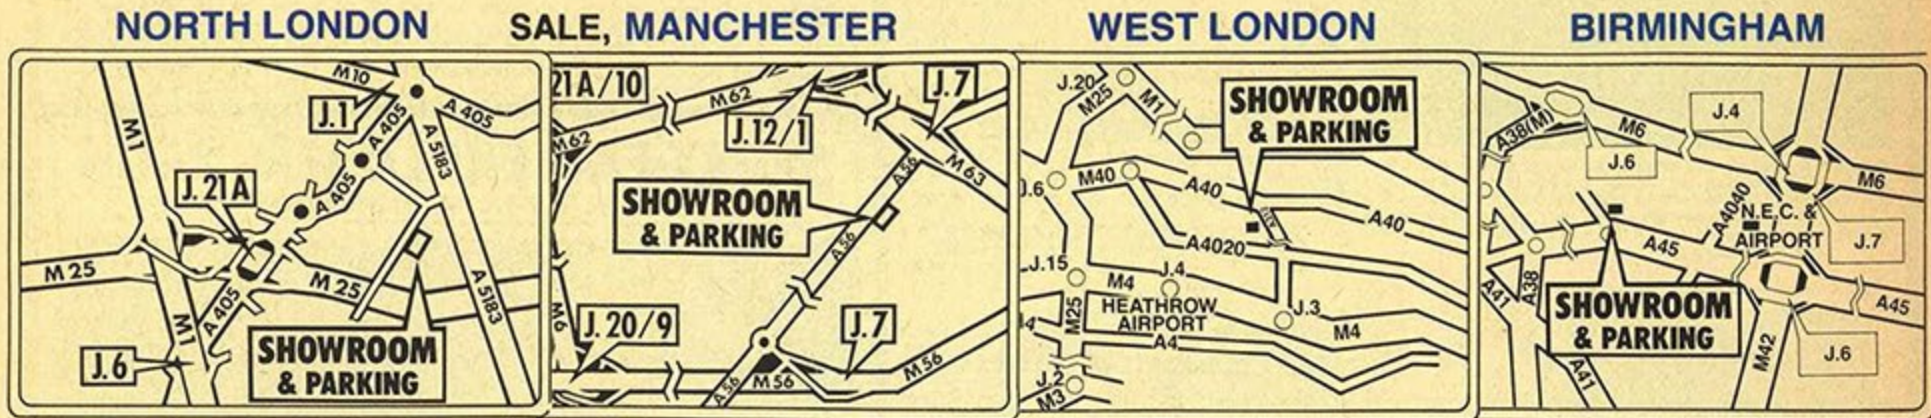 NORTH LONDON
M10
J.1
A 405
A 405
M1
A 5183
J.21A
A 405
M 25
M 25
A 405
A 5183
M1
J.6
SHOWROOM
& PARKING
SALE, MANCHESTER
21A/10
M62
J.7
J.12/1
M62
A56
M63
SHOWROOM
& PARKING
A56
M6
J.20/9
J.7
A56
M56
M56
WEST LONDON
J.20
M25
M1
SHOWROOM
& PARKING
J.6
M40
A40
A40
A4020
J.15
M4
J.4
HEATHROW
AIRPORT
M25
J.3
M4
A4
J.2
M3
BIRMINGHAM
A38(M)
M6
J.4
J.6
M6
A4040
N.E.C. &
AIRPORT
A45
J.7
A41
A38
SHOWROOM
& PARKING
A45
M42
J.6
A41